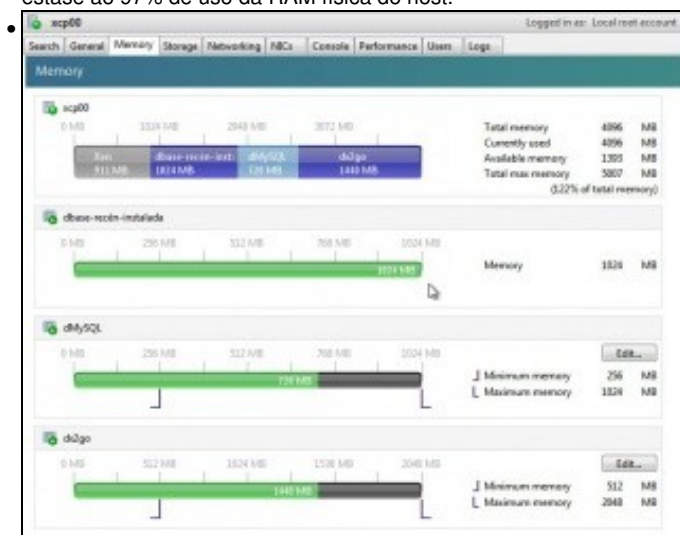 estase ao 97% de uso da RAM física do host.
xcp00 Logged in as: Local root account
Search General Memory Storage Networking NICs Console Performance Users Logs
Memory
xcp00
0 MB 1024 MB 2048 MB 3072 MB
Xen dbase-recén-inst: dMySQL ds2go
911 MB 1024 MB 720 MB 1440 MB
Total memory 4096 MB
Currently used 4096 MB
Available memory 1393 MB
Total max memory 5007 MB
(122% of total memory)
dbase-recén-instalada
0 MB 256 MB 512 MB 768 MB 1024 MB
1024 MB
Memory 1024 MB
dMySQL
0 MB 256 MB 512 MB 768 MB 1024 MB
720 MB
Edit...
Minimum memory 256 MB
Maximum memory 1024 MB
ds2go
0 MB 512 MB 1024 MB 1536 MB 2048 MB
1440 MB
Edit...
Minimum memory 512 MB
Maximum memory 2048 MB